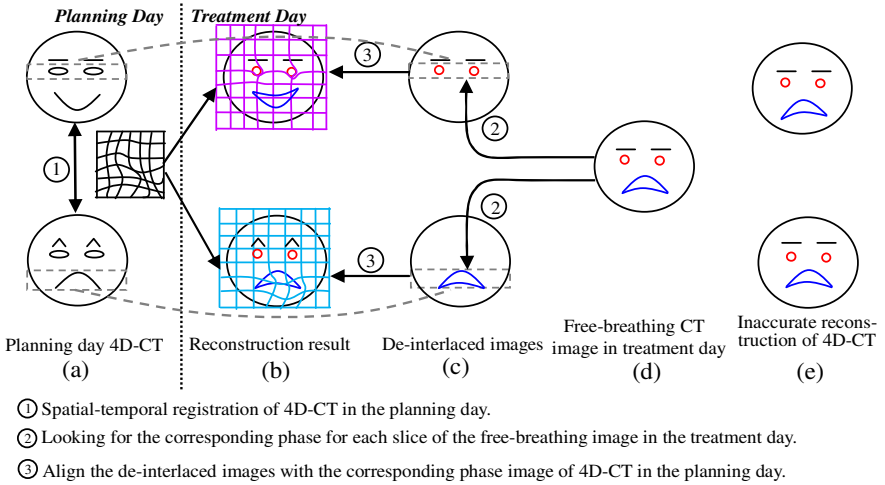 Planning Day
Treatment Day
3
1
2
2
3
Planning day 4D-CT
Reconstruction result
De-interlaced images
Free-breathing CT
image in treatment day
Inaccurate recons-
truction of 4D-CT
(a)
(b)
(c)
(d)
(e)
1 Spatial-temporal registration of 4D-CT in the planning day.
2 Looking for the corresponding phase for each slice of the free-breathing image in the treatment day.
3 Align the de-interlaced images with the corresponding phase image of 4D-CT in the planning day.